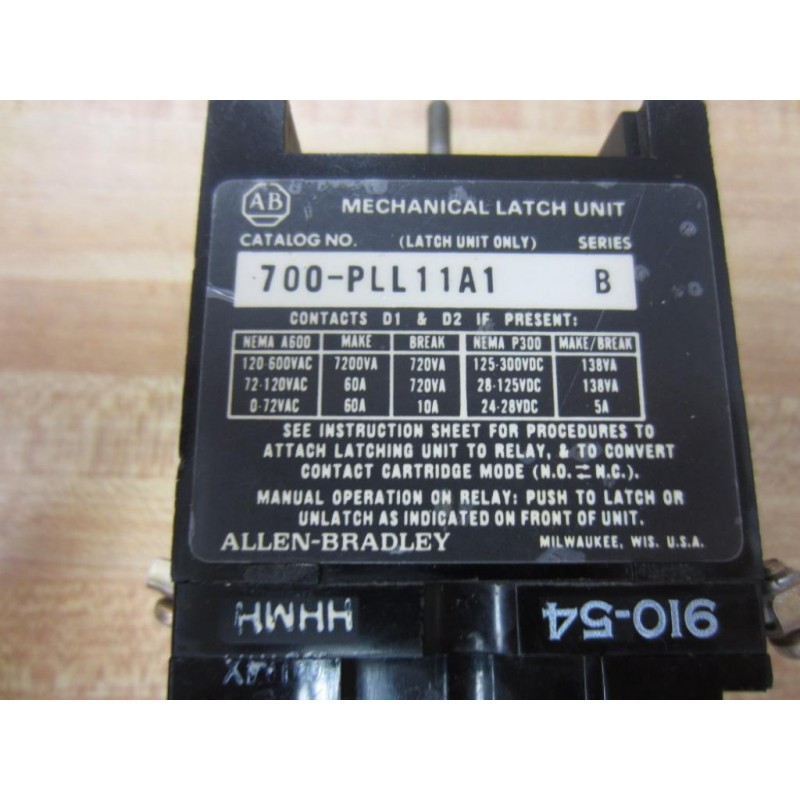 AB MECHANICAL LATCH UNIT
CATALOG NO. (LATCH UNIT ONLY) SERIES
700-PLL11A1 B
CONTACTS D1 & D2 IF PRESENT:
NEMA A600 MAKE BREAK NEMA P300 MAKE/BREAK
120-600VAC 7200VA 720VA 125-300VDC 138VA
72-120VAC 60A 720VA 28-125VDC 138VA
0-72VAC 60A 10A 24-28VDC 5A
SEE INSTRUCTION SHEET FOR PROCEDURES TO
ATTACH LATCHING UNIT TO RELAY, & TO CONVERT
CONTACT CARTRIDGE MODE (N.O. ⇌ N.C.).
MANUAL OPERATION ON RELAY: PUSH TO LATCH OR
UNLATCH AS INDICATED ON FRONT OF UNIT.
ALLEN-BRADLEY MILWAUKEE, WIS. U.S.A.
910-54